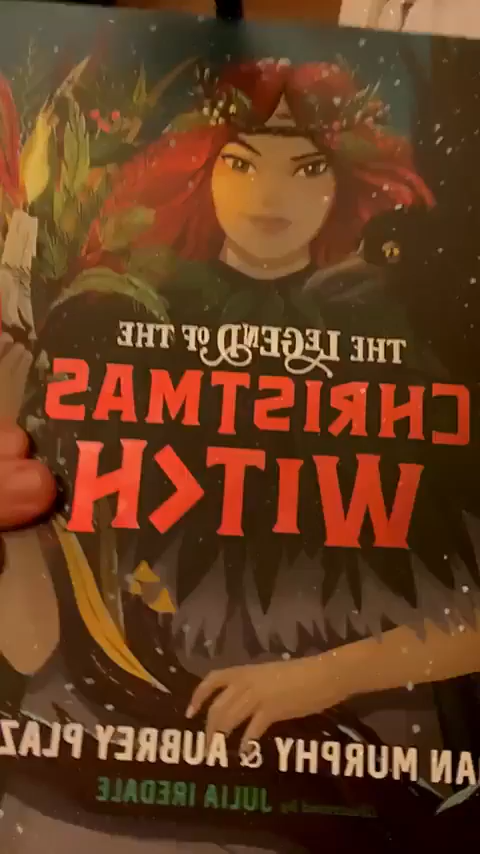 THE LEGEND OF THE
CHRISTMAS
WITCH
AN MURPHY & AUBREY PLAZ
Illustrated by JULIA IREDALE